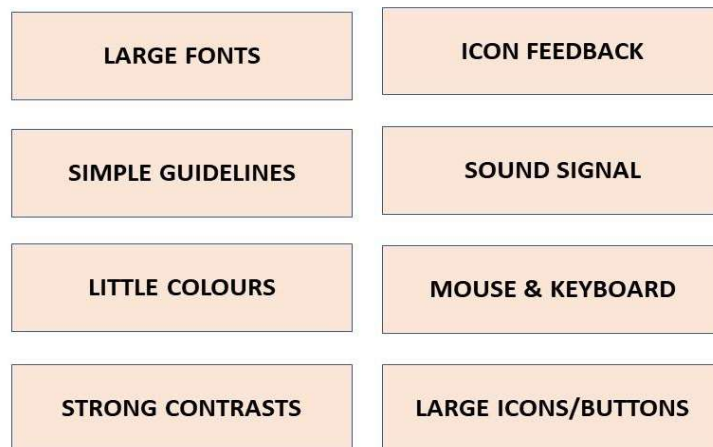 LARGE FONTS
ICON FEEDBACK
SIMPLE GUIDELINES
SOUND SIGNAL
LITTLE COLOURS
MOUSE & KEYBOARD
STRONG CONTRASTS
LARGE ICONS/BUTTONS